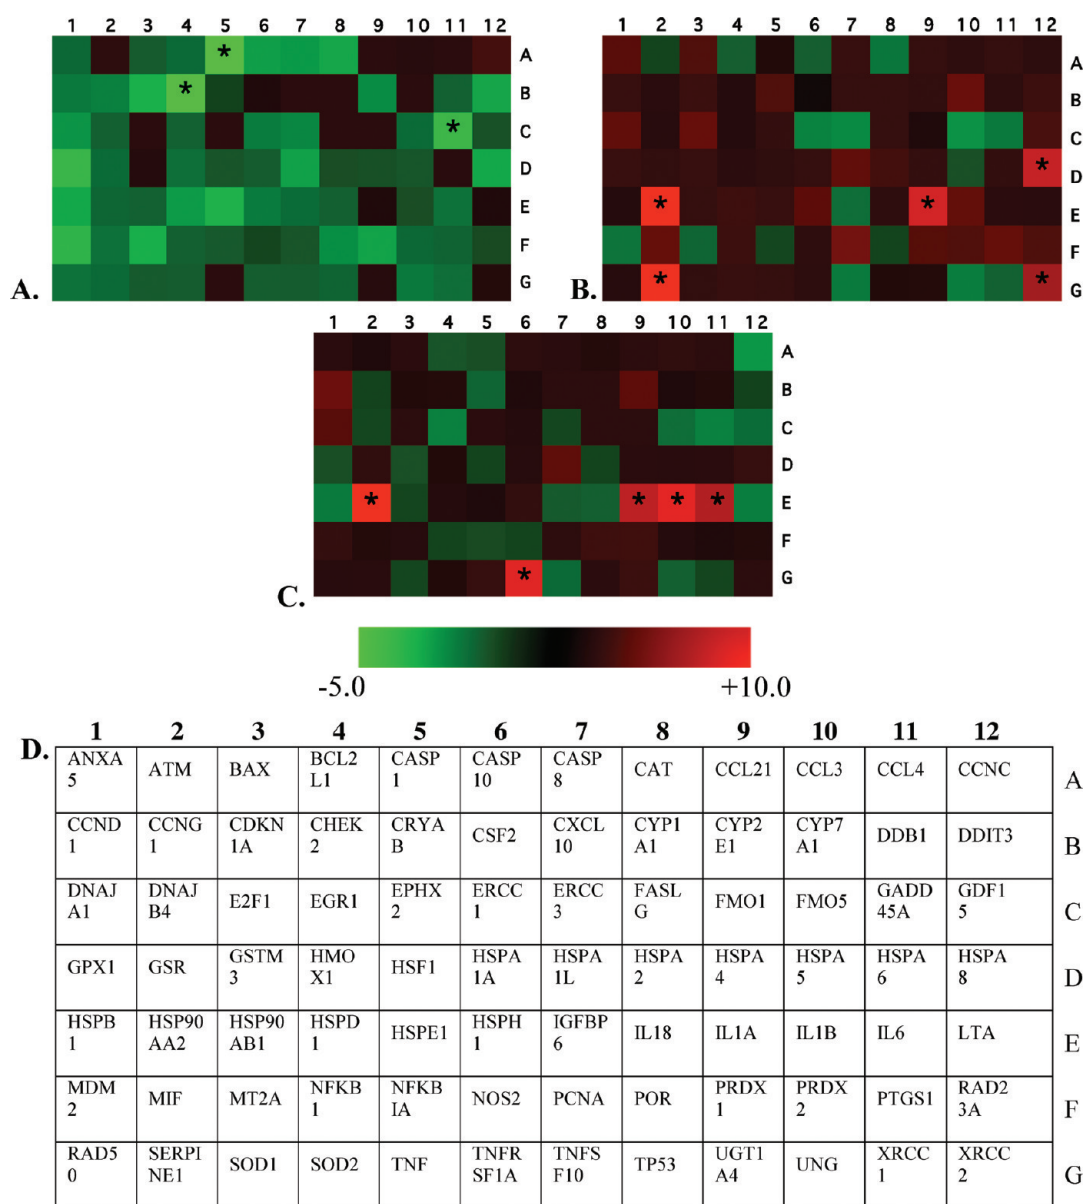 1 2 3 4 5 6 7 8 9 10 11 12
* A
* B
* C
D
E
F
A. G
1 2 3 4 5 6 7 8 9 10 11 12
A
B
C
* D
* * E
F
B. * * G
1 2 3 4 5 6 7 8 9 10 11 12
A
B
C
D
* * * * E
F
C. * G
-5.0 +10.0
D. 1 2 3 4 5 6 7 8 9 10 11 12
ANXA BCL2 CASP CASP CASP
5 ATM BAX L1 1 10 8 CAT CCL21 CCL3 CCL4 CCNC A
CCND CCNG CDKN CHEK CRYA CXCL CYP1 CYP2 CYP7
1 1 1A 2 B CSF2 10 A1 E1 A1 DDB1 DDIT3 B
DNAJ DNAJ EPHX ERCC ERCC FASL GADD GDF1
A1 B4 E2F1 EGR1 2 1 3 G FMO1 FMO5 45A 5 C
GSTM HMO HSPA HSPA HSPA HSPA HSPA HSPA HSPA
GPX1 GSR 3 X1 HSF1 1A 1L 2 4 5 6 8 D
HSPB HSP90 HSP90 HSPD HSPH IGFBP
1 AA2 AB1 1 HSPE1 1 6 IL18 IL1A IL1B IL6 LTA E
MDM NFKB NFKB PRDX PRDX RAD2
2 MIF MT2A 1 IA NOS2 PCNA POR 1 2 PTGS1 3A F
RAD5 SERPI TNFR TNFS UGT1 XRCC XRCC
0 NE1 SOD1 SOD2 TNF SF1A F10 TP53 A4 UNG 1 2 G